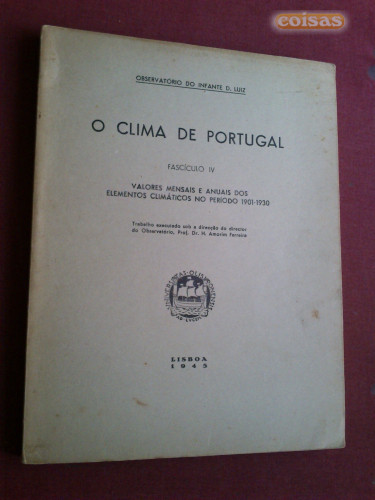 coisas
OBSERVATÓRIO DO INFANTE D. LUIZ
O CLIMA DE PORTUGAL
FASCÍCULO IV
VALORES MENSAIS E ANUAIS DOS
ELEMENTOS CLIMÁTICOS NO PERÍODO 1901-1930
Trabalho executado sob a direcção do director
do Observatório, Prof. Dr. H. Amorim Ferreira
LISBOA
1945